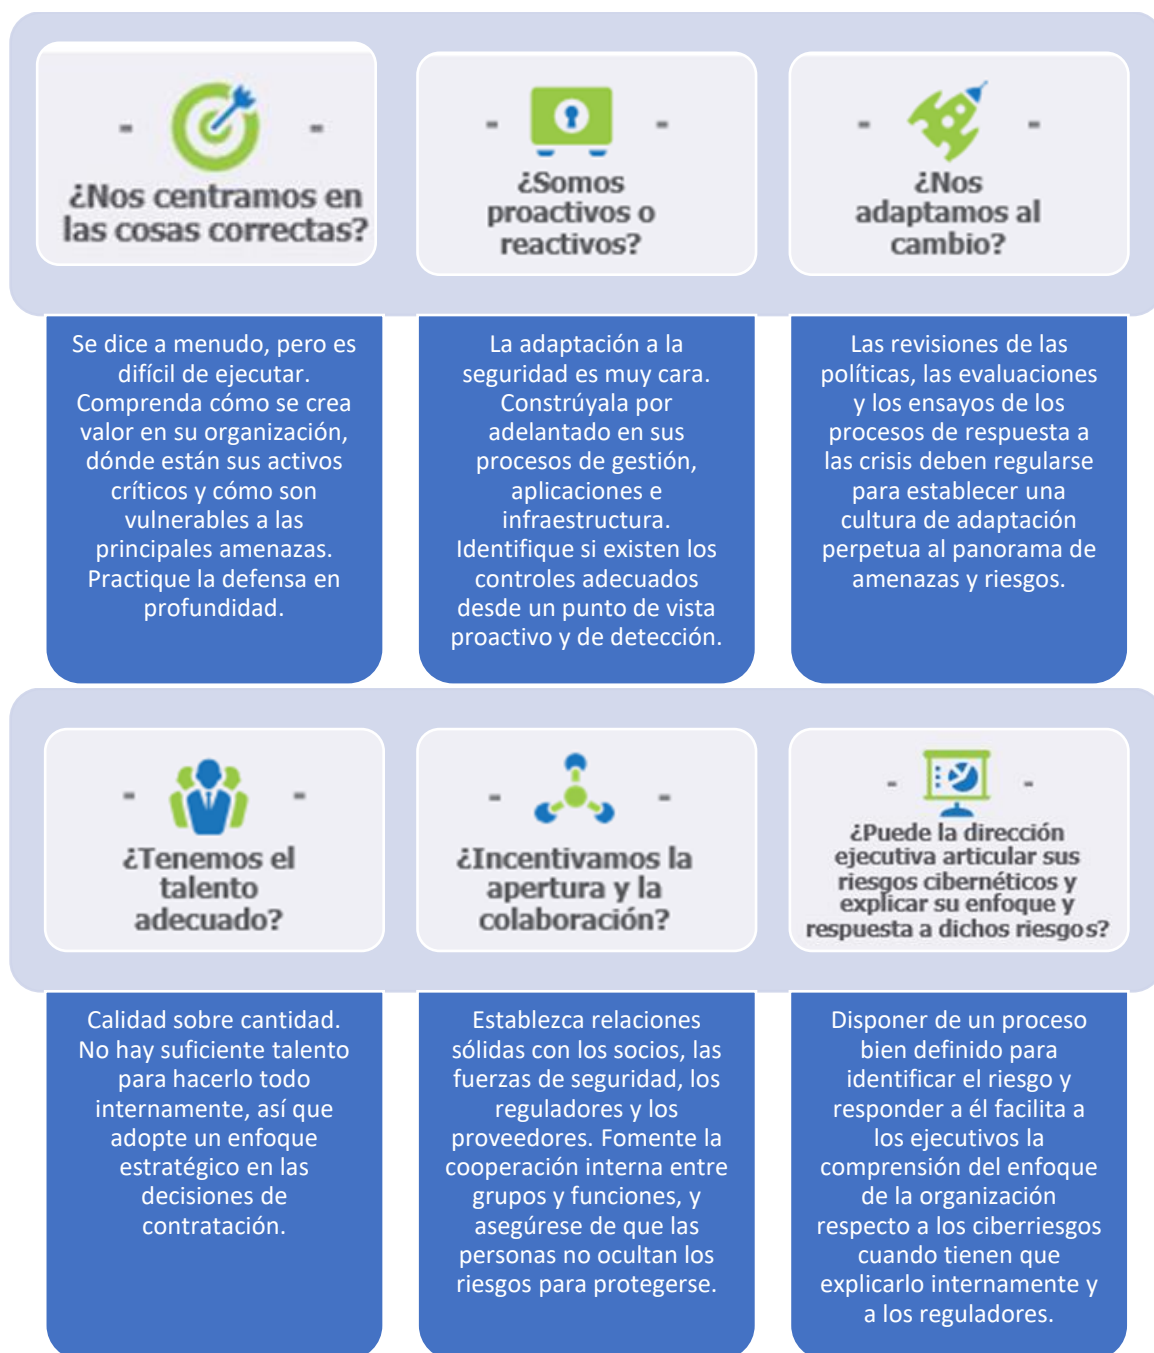 ¿Nos centramos en
las cosas correctas?
¿Somos
proactivos o
reactivos?
¿Nos
adaptamos al
cambio?
Se dice a menudo, pero es
difícil de ejecutar.
Comprenda cómo se crea
valor en su organización,
dónde están sus activos
críticos y cómo son
vulnerables a las
principales amenazas.
Practique la defensa en
profundidad.
La adaptación a la
seguridad es muy cara.
Constrúyala por
adelantado en sus
procesos de gestión,
aplicaciones e
infraestructura.
Identifique si existen los
controles adecuados
desde un punto de vista
proactivo y de detección.
Las revisiones de las
políticas, las evaluaciones
y los ensayos de los
procesos de respuesta a
las crisis deben regularse
para establecer una
cultura de adaptación
perpetua al panorama de
amenazas y riesgos.
¿Tenemos el
talento
adecuado?
¿Incentivamos la
apertura y la
colaboración?
¿Puede la dirección
ejecutiva articular sus
riesgos cibernéticos y
explicar su enfoque y
respuesta a dichos riesgos?
Calidad sobre cantidad.
No hay suficiente talento
para hacerlo todo
internamente, así que
adopte un enfoque
estratégico en las
decisiones de
contratación.
Establezca relaciones
sólidas con los socios, las
fuerzas de seguridad, los
reguladores y los
proveedores. Fomente la
cooperación interna entre
grupos y funciones, y
asegúrese de que las
personas no ocultan los
riesgos para protegerse.
Disponer de un proceso
bien definido para
identificar el riesgo y
responder a él facilita a
los ejecutivos la
comprensión del enfoque
de la organización
respecto a los ciberriesgos
cuando tienen que
explicarlo internamente y
a los reguladores.